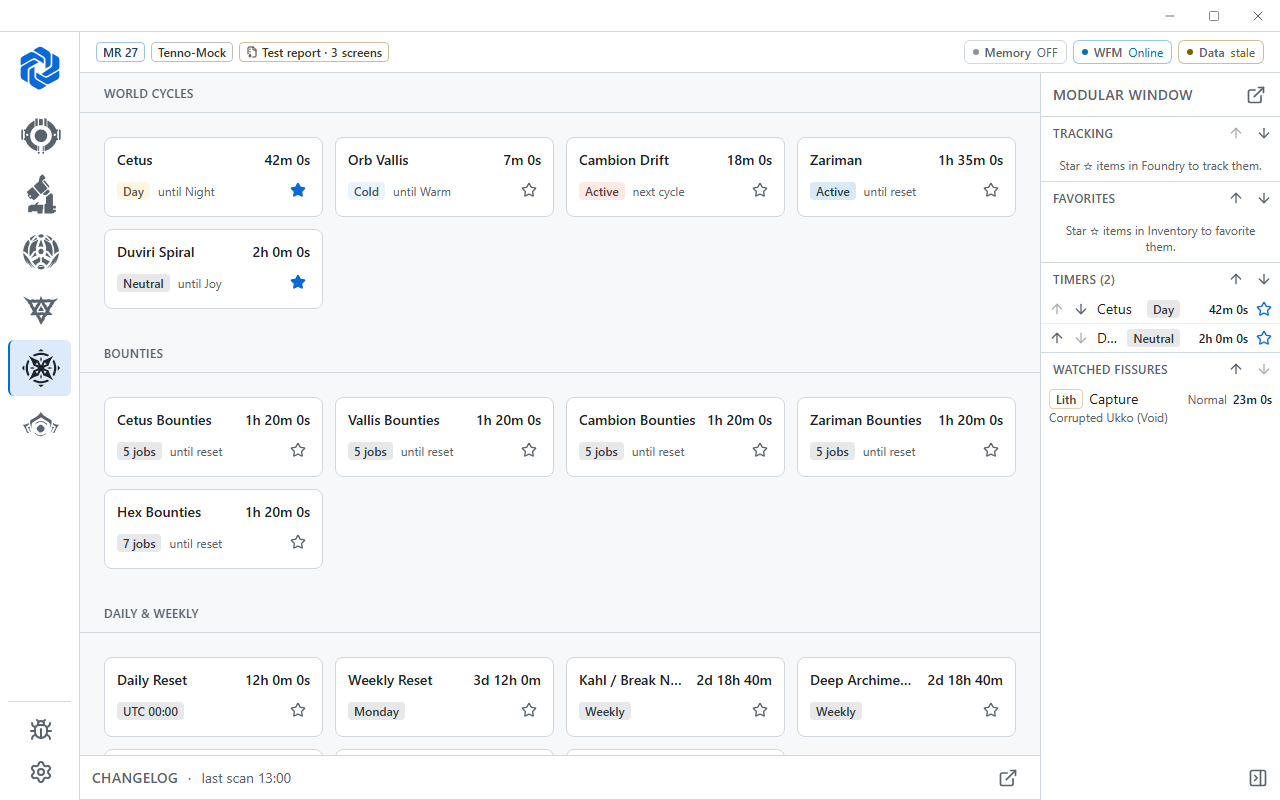 MR 27
Tenno-Mock
Test report · 3 screens
Memory OFF
WFM Online
Data stale
WORLD CYCLES
Cetus 42m 0s
Day until Night
Orb Vallis 7m 0s
Cold until Warm
Cambion Drift 18m 0s
Active next cycle
Zariman 1h 35m 0s
Active until reset
Duviri Spiral 2h 0m 0s
Neutral until Joy
BOUNTIES
Cetus Bounties 1h 20m 0s
5 jobs until reset
Vallis Bounties 1h 20m 0s
5 jobs until reset
Cambion Bounties 1h 20m 0s
5 jobs until reset
Zariman Bounties 1h 20m 0s
5 jobs until reset
Hex Bounties 1h 20m 0s
7 jobs until reset
DAILY & WEEKLY
Daily Reset 12h 0m 0s
UTC 00:00
Weekly Reset 3d 12h 0m
Monday
Kahl / Break N... 2d 18h 40m
Weekly
Deep Archime... 2d 18h 40m
Weekly
CHANGELOG · last scan 13:00
MODULAR WINDOW
TRACKING
Star ☆ items in Foundry to track them.
FAVORITES
Star ☆ items in Inventory to favorite
them.
TIMERS (2)
Cetus Day 42m 0s
D... Neutral 2h 0m 0s
WATCHED FISSURES
Lith Capture Normal 23m 0s
Corrupted Ukko (Void)